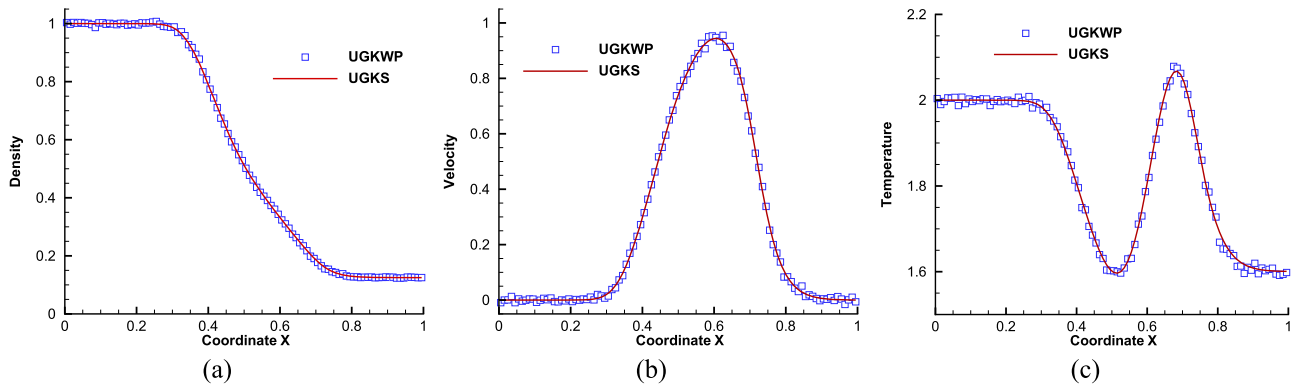 1
0.8
0.6
0.4
0.2
0
Density
0 0.2 0.4 0.6 0.8 1
Coordinate X
UGKWP
UGKS
(a)
1
0.8
0.6
0.4
0.2
0
Velocity
0 0.2 0.4 0.6 0.8 1
Coordinate X
UGKWP
UGKS
(b)
2.2
2
1.8
1.6
Temperature
0 0.2 0.4 0.6 0.8 1
Coordinate X
UGKWP
UGKS
(c)